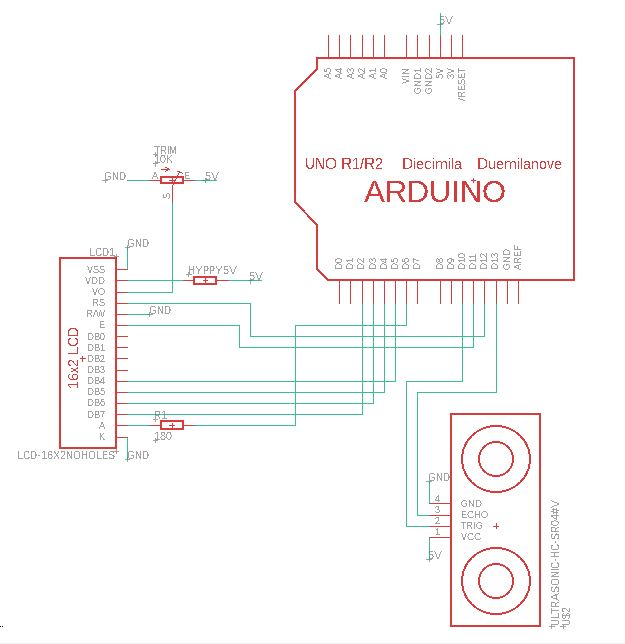 5V
A5 A4 A3 A2 A1 A0 VIN GND1 GND2 5V 3V /RESET
UNO R1/R2 Diecimila Duemilanove
ARDUINO
D0 D1 D2 D3 D4 D5 D6 D7 D8 D9 D10 D11 D12 D13 GND AREF
TRIM
10K
GND A E 5V
S
GND
LCD1
HYPPY5V
5V
VSS
VDD
VO
RS
R/W GND
E
DB0
DB1
DB2
DB3
DB4
DB5
DB6
DB7
A
K
16x2 LCD
R1
180
LCD-16X2NOHOLES
GND
GND
4 GND
3 ECHO
2 TRIG
1 VCC
5V
ULTRASONIC-HC-SR04#V
US2